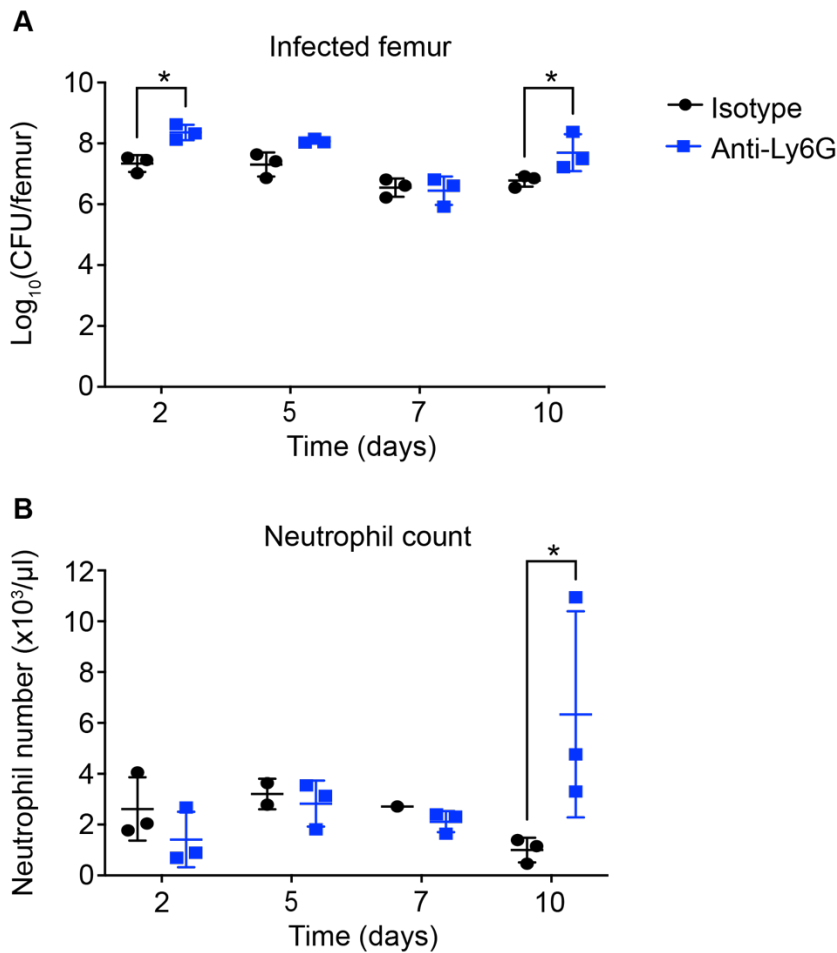 A
Infected femur
Log10(CFU/femur)
10
8
6
4
2
0
*
*
Isotype
Anti-Ly6G
2 5 7 10
Time (days)
B
Neutrophil count
Neutrophil number (x10³/µl)
12
10
8
6
4
2
0
*
2 5 7 10
Time (days)